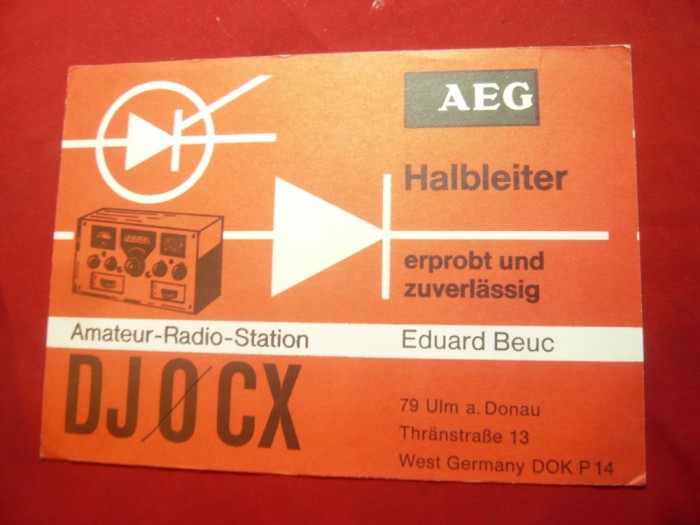 AEG
Halbleiter
erprobt und
zuverlässig
Amateur-Radio-Station
Eduard Beuc
DJ0CX
79 Ulm a. Donau
Thränstraße 13
West Germany DOK P 14